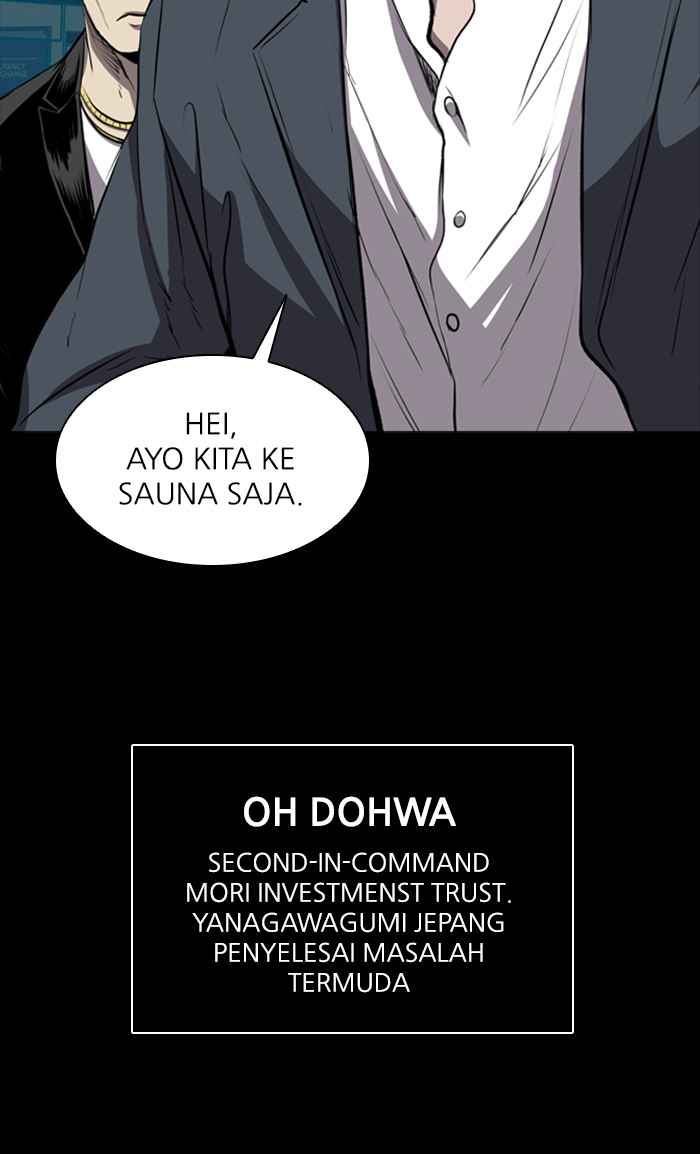 CHANGE
HEI,
AYO KITA KE
SAUNA SAJA.
OH DOHWA
SECOND-IN-COMMAND
MORI INVESTMENST TRUST.
YANAGAWAGUMI JEPANG
PENYELESAI MASALAH
TERMUDA